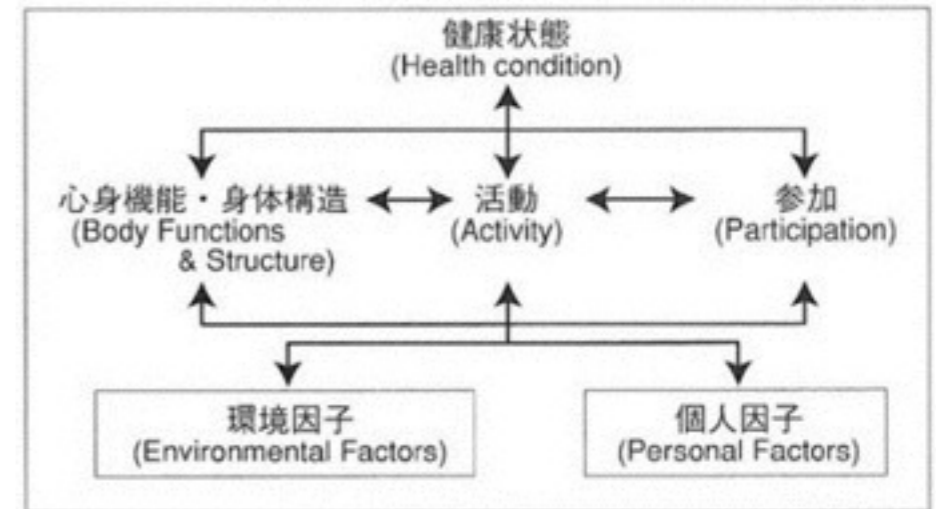 健康状態
(Health condition)
心身機能・身体構造
(Body Functions
& Structure)
活動
(Activity)
参加
(Participation)
環境因子
(Environmental Factors)
個人因子
(Personal Factors)